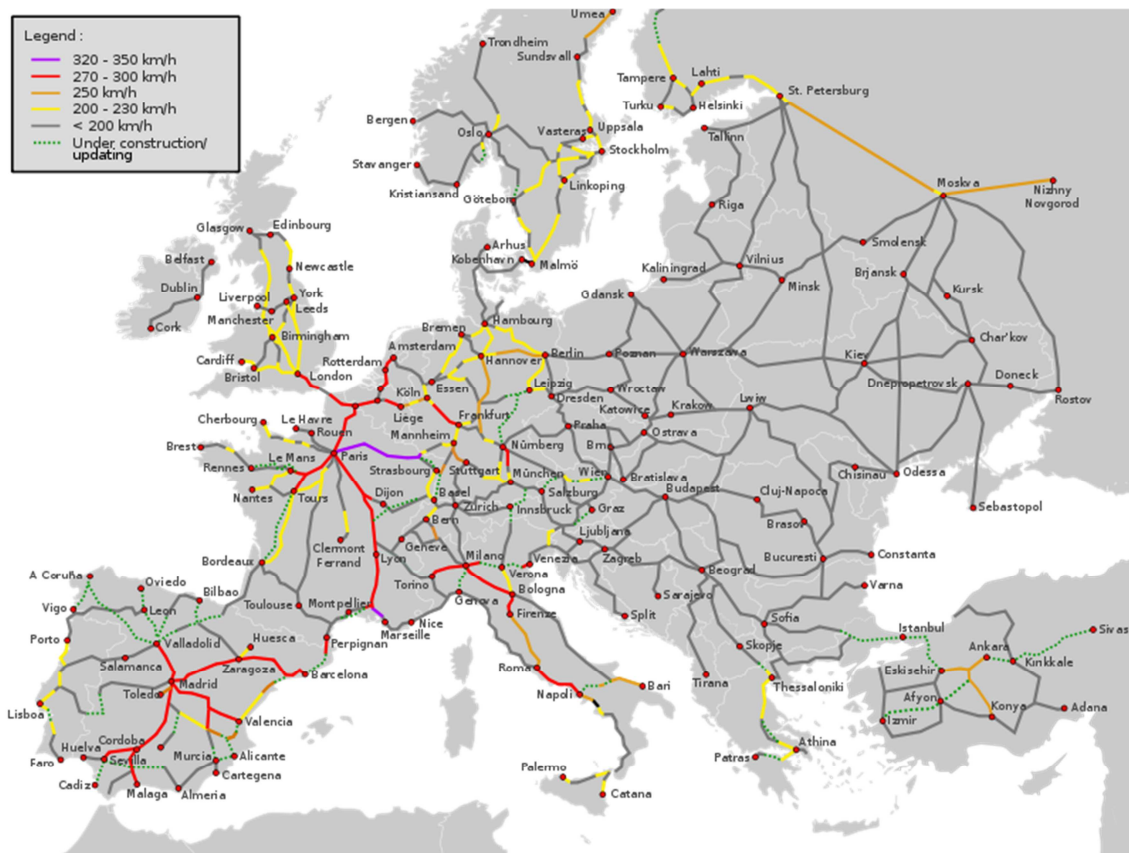 Legend :
320 - 350 km/h
270 - 300 km/h
250 km/h
200 - 230 km/h
< 200 km/h
Under construction/
updating
Umea
Trondheim
Sundsvall
Tampere
Lahti
St. Petersburg
Turku
Helsinki
Bergen
Oslo
Vasteras
Uppsala
Stockholm
Tallinn
Stavanger
Kristiansand
Linkoping
Göteborg
Moskva
Nizhny
Novgorod
Riga
Glasgow
Edinbourg
Smolensk
Arhus
Kobenhavn
Malmö
Belfast
Newcastle
Kaliningrad
Vilnius
Minsk
Brjansk
Dublin
Liverpool
York
Leeds
Manchester
Gdansk
Kursk
Cork
Birmingham
Bremen
Hambourg
Char'kov
Amsterdam
Rotterdam
Hannover
Berlin
Poznan
Warszawa
Kiev
Cardiff
Bristol
London
Köln
Essen
Leipzig
Dresden
Wroctaw
Dnepropetrovsk
Doneck
Rostov
Cherbourg
Le Havre
Rouen
Liège
Frankfurt
Katowice
Krakow
Lwiw
Mannheim
Praha
Brest
Le Mans
Paris
Nürnberg
Brno
Ostrava
Rennes
Strasbourg
Stuttgart
München
Wien
Bratislava
Chisinau
Odessa
Nantes
Tours
Dijon
Basel
Zürich
Salzburg
Innsbruck
Budapest
Cluj-Napoca
Sebastopol
Bern
Graz
Brasov
Clermont
Ferrand
Geneve
Ljubljana
Bordeaux
Lyon
Milano
Venezia
Zagreb
Bucuresti
Constanta
A Coruña
Oviedo
Torino
Verona
Beograd
Bilbao
Bologna
Varna
Vigo
Leon
Toulouse
Montpellier
Genova
Firenze
Sarajevo
Split
Porto
Valladolid
Huesca
Marseille
Nice
Sofia
Istanbul
Sivas
Perpignan
Skopje
Ankara
Salamanca
Zaragoza
Barcelona
Roma
Eskisehir
Kırıkkale
Toledo
Madrid
Tirana
Thessaloniki
Napoli
Bari
Afyon
Lisboa
Valencia
Izmir
Konya
Adana
Cordoba
Huelva
Murcia
Alicante
Athina
Faro
Sevilla
Patras
Cartegena
Palermo
Cadiz
Malaga
Almeria
Catana